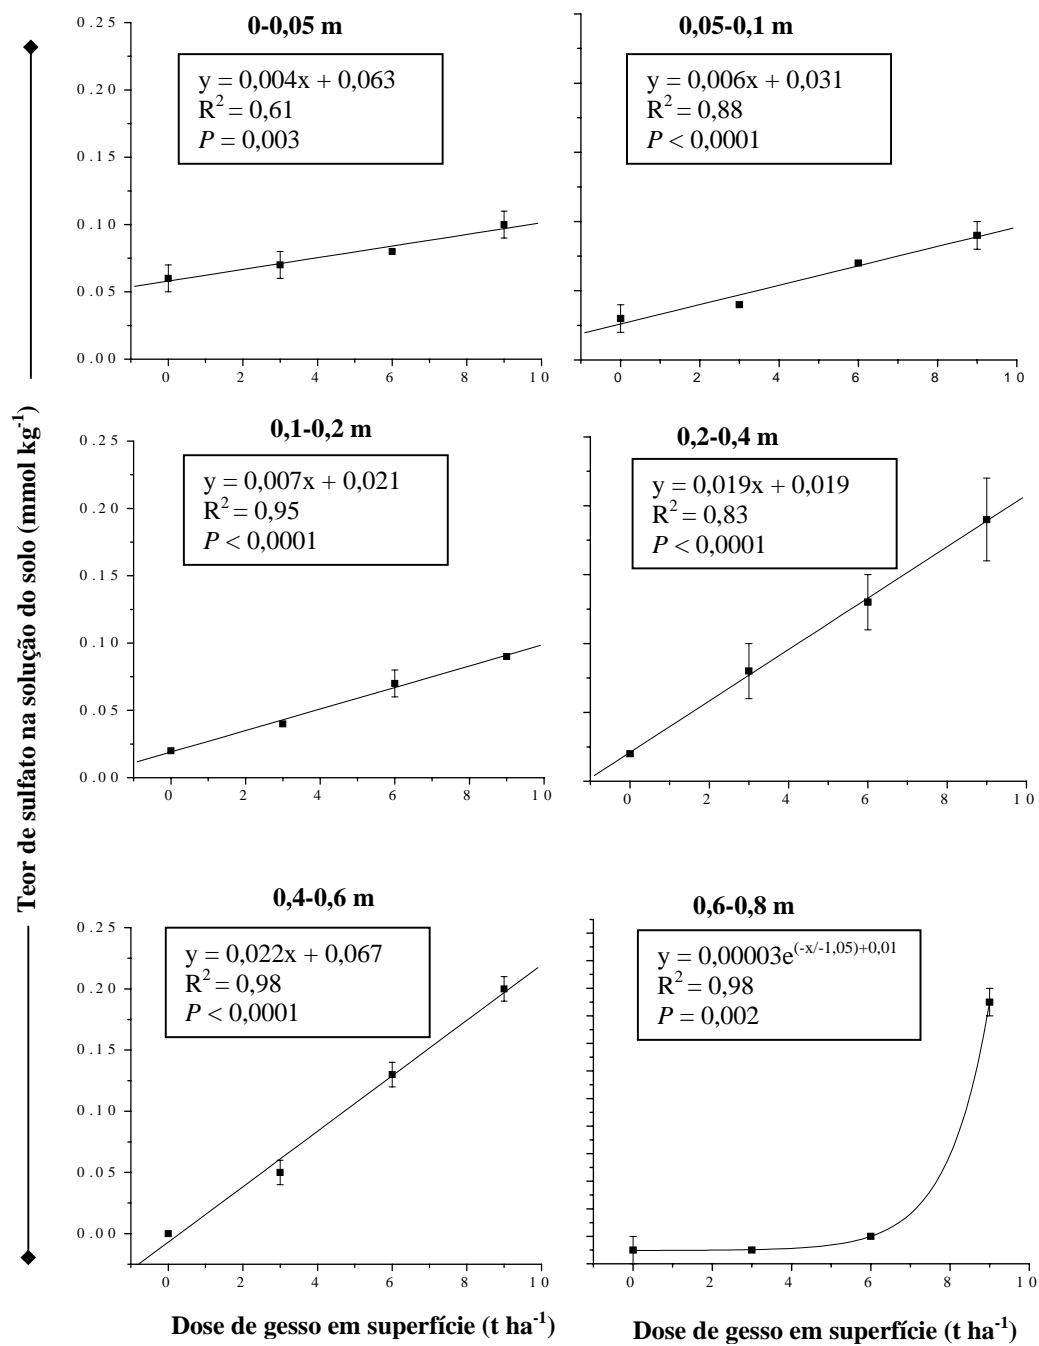 Teor de sulfato na solução do solo (mmol kg⁻¹)
0-0,05 m
y = 0,004x + 0,063
R² = 0,61
P = 0,003
0.25
0.20
0.15
0.10
0.05
0.00
0 2 4 6 8 10
0,05-0,1 m
y = 0,006x + 0,031
R² = 0,88
P < 0,0001
0 2 4 6 8 10
0,1-0,2 m
y = 0,007x + 0,021
R² = 0,95
P < 0,0001
0.25
0.20
0.15
0.10
0.05
0.00
0 2 4 6 8 10
0,2-0,4 m
y = 0,019x + 0,019
R² = 0,83
P < 0,0001
0 2 4 6 8 10
0,4-0,6 m
y = 0,022x + 0,067
R² = 0,98
P < 0,0001
0.25
0.20
0.15
0.10
0.05
0.00
0 2 4 6 8 10
0,6-0,8 m
y = 0,00003e^(-x/-1,05)+0,01
R² = 0,98
P = 0,002
0 2 4 6 8 10
Dose de gesso em superfície (t ha⁻¹)
Dose de gesso em superfície (t ha⁻¹)